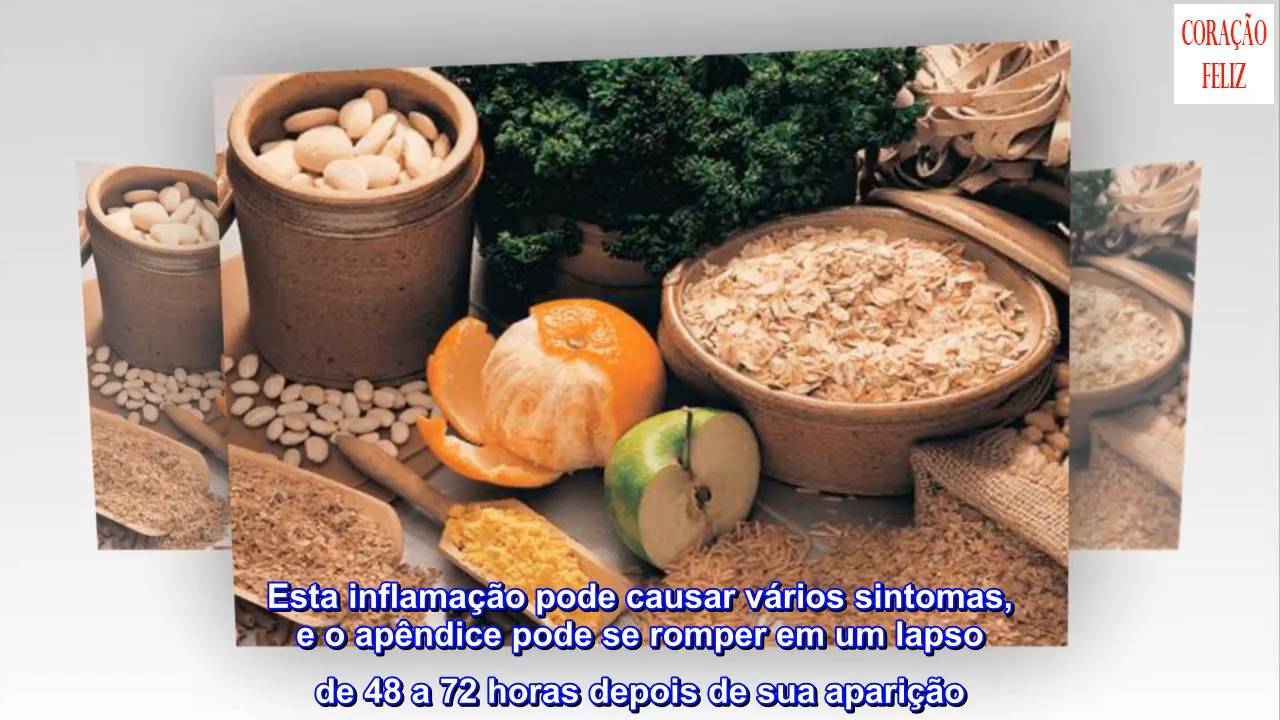 CORAÇÃO
FELIZ
Esta inflamação pode causar vários sintomas,
e o apêndice pode se romper em um lapso
de 48 a 72 horas depois de sua aparição